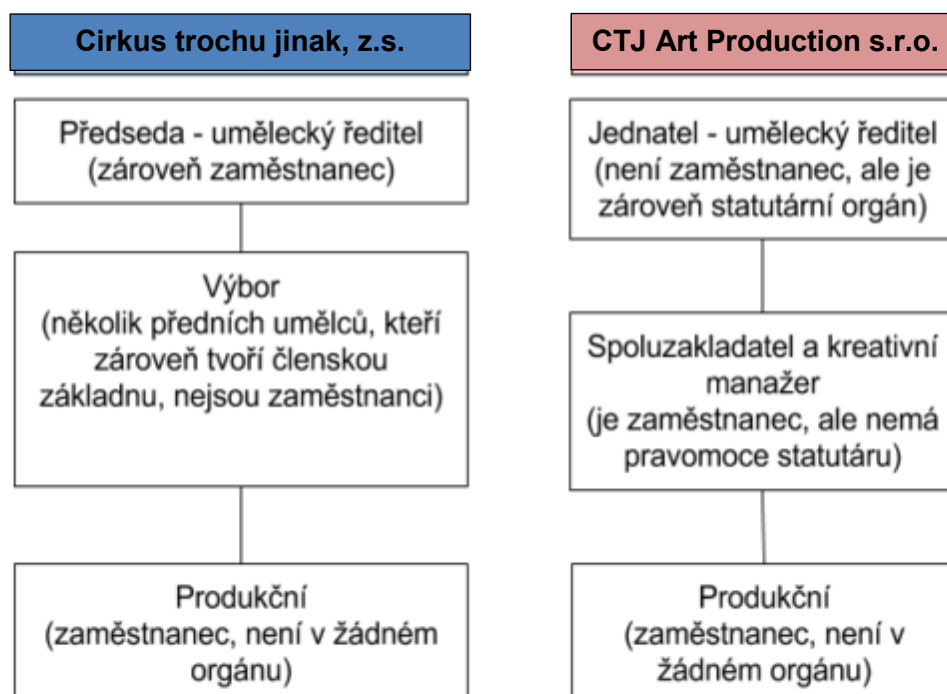 Cirkus trochu jinak, z.s.
Předseda - umělecký ředitel
(zároveň zaměstnanec)
Výbor
(několik předních umělců, kteří
zároveň tvoří členskou
základnu, nejsou zaměstnanci)
Produkční
(zaměstnanec, není v žádném
orgánu)
CTJ Art Production s.r.o.
Jednatel - umělecký ředitel
(není zaměstnanec, ale je
zároveň statutární orgán)
Spoluzakladatel a kreativní
manažer
(je zaměstnanec, ale nemá
pravomoce statutáru)
Produkční
(zaměstnanec, není v
žádném orgánu)